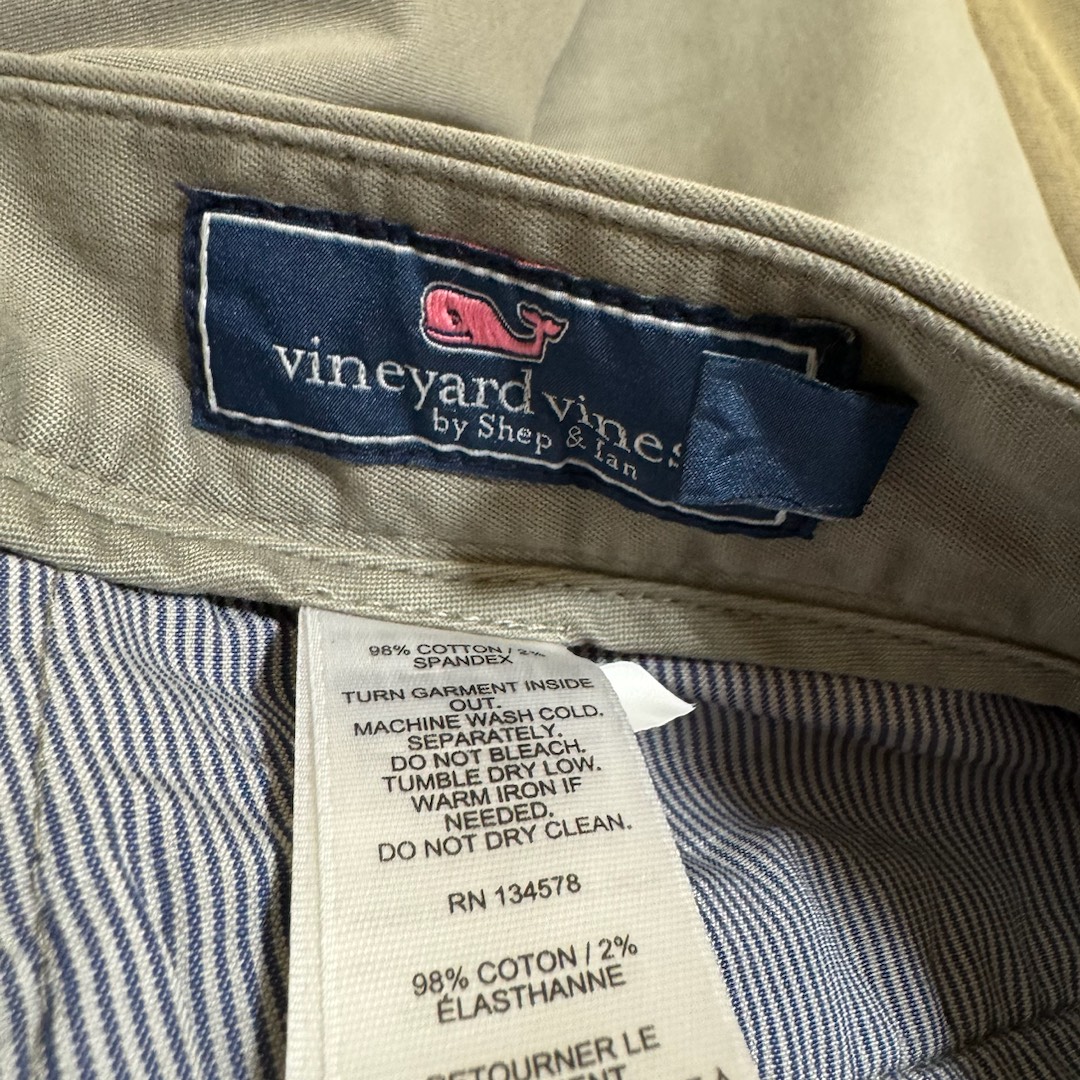 vineyard vines
by Shep & Ian
98% COTTON / 2%
SPANDEX
TURN GARMENT INSIDE
OUT.
MACHINE WASH COLD.
SEPARATELY.
DO NOT BLEACH.
TUMBLE DRY LOW.
WARM IRON IF
NEEDED.
DO NOT DRY CLEAN.
RN 134578
98% COTON / 2%
ÉLASTHANNE
RETOURNER LE